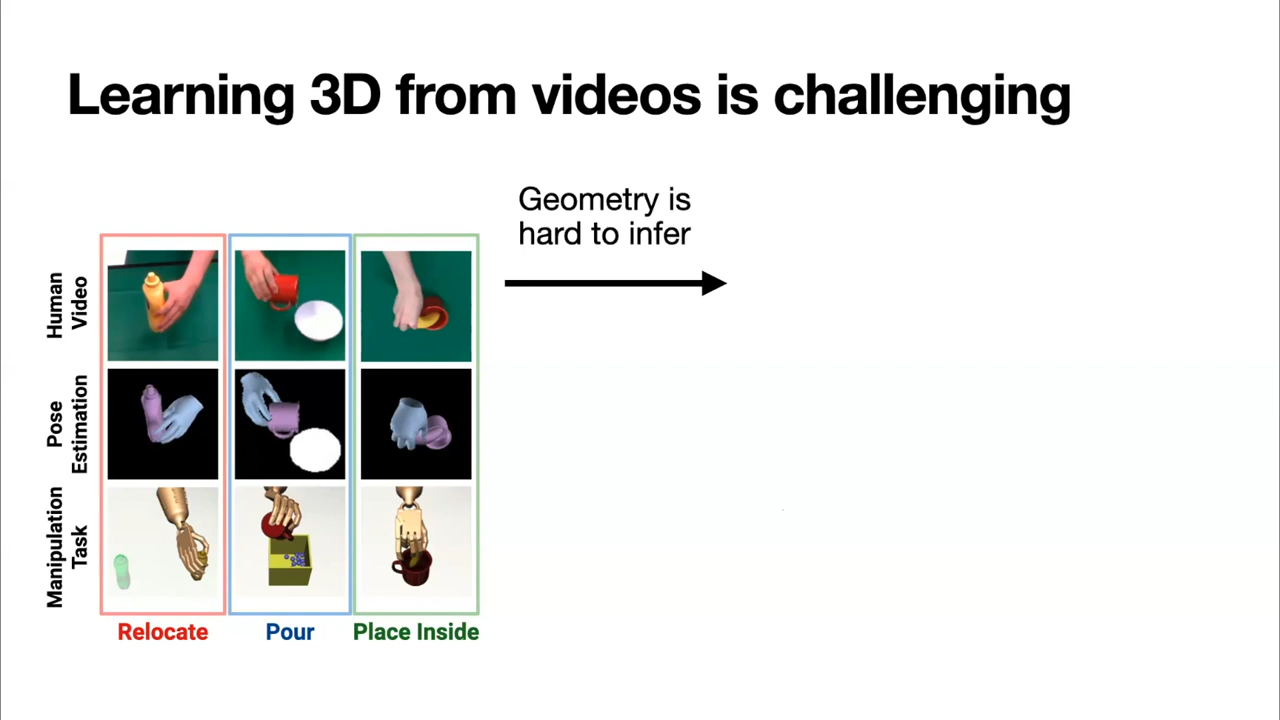 Learning 3D from videos is challenging
Geometry is
hard to infer
Human
Video
Pose
Estimation
Manipulation
Task
Relocate
Pour
Place Inside